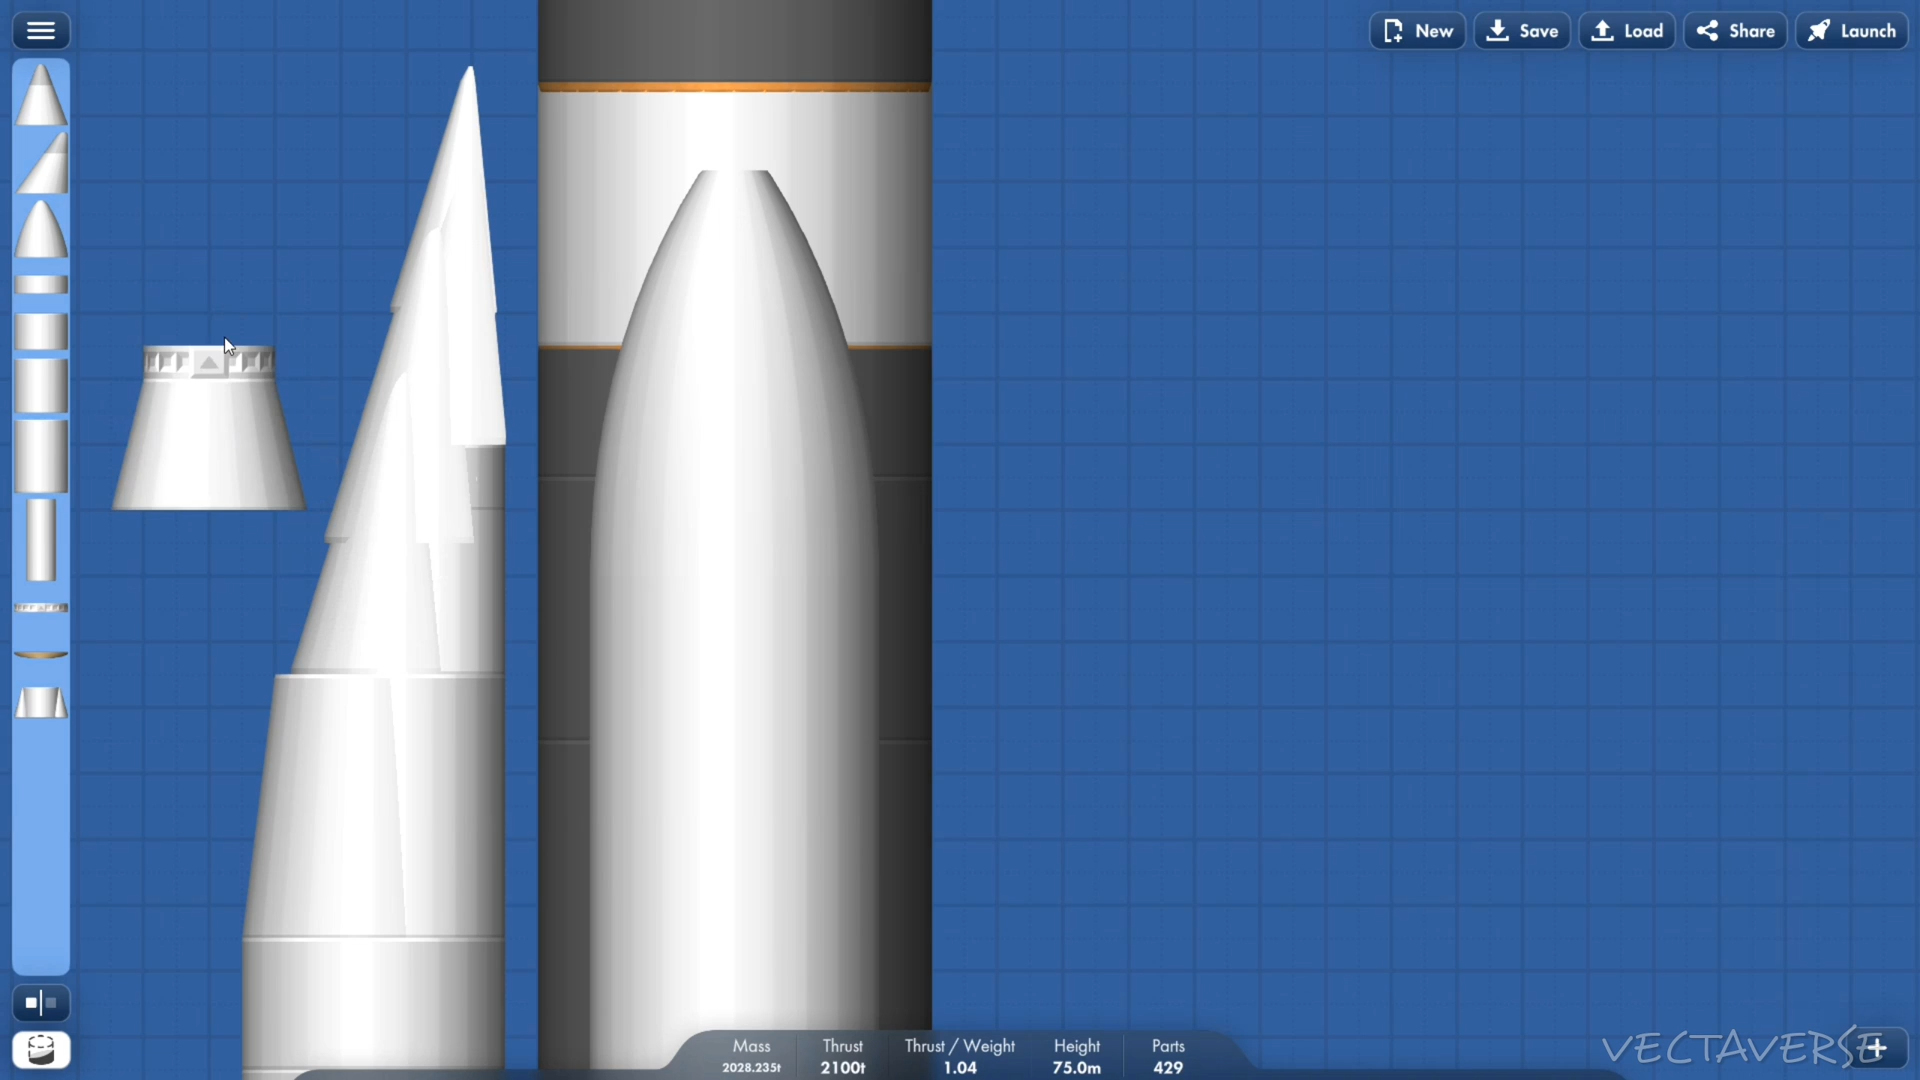 New Save Load Share Launch
Mass Thrust Thrust / Weight Height Parts
2028.235t 2100t 1.04 75.0m 429
VECTAVERSE